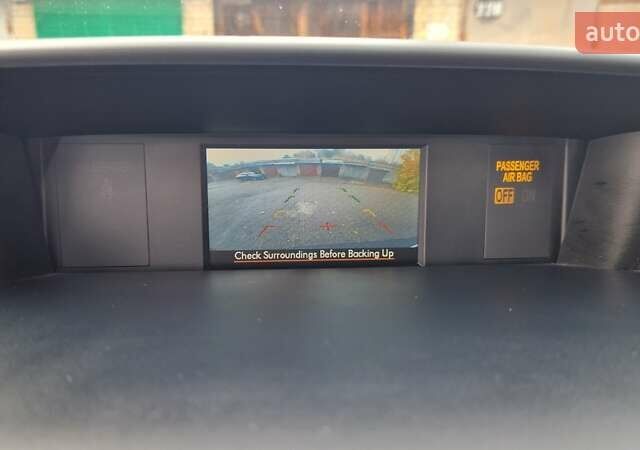 auto
PASSENGER
AIR BAG
OFF ON
Check Surroundings Before Backing Up